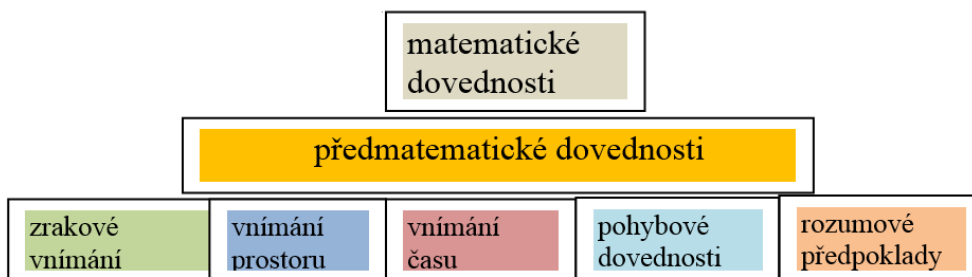 matematické
dovednosti
předmatematické dovednosti
zrakové
vnímání
vnímání
prostoru
vnímání
času
pohybové
dovednosti
rozumové
předpoklady